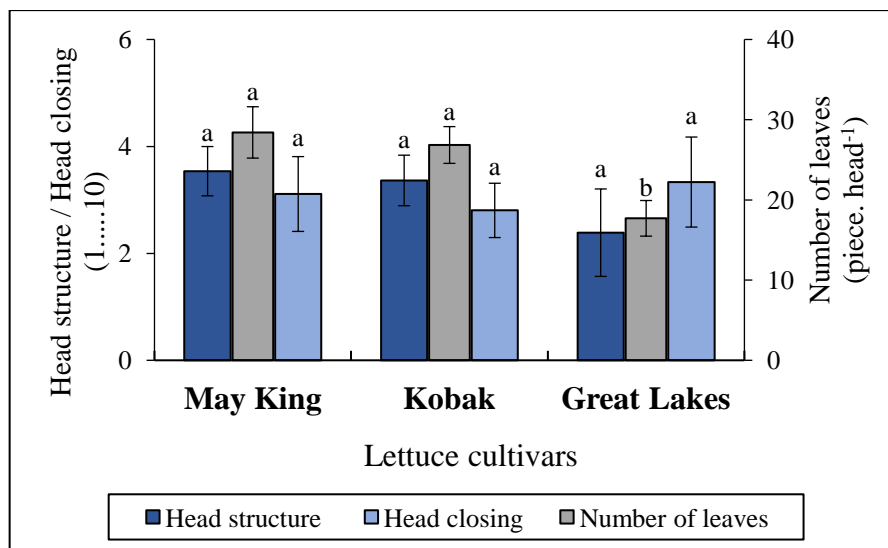 Head structure / Head closing
(1.....10)
6
4
2
0
a
a
a
a
a
a
a
b
a
40
30
20
10
0
Number of leaves
(piece. head-1)
May King
Kobak
Great Lakes
Lettuce cultivars
Head structure
Head closing
Number of leaves